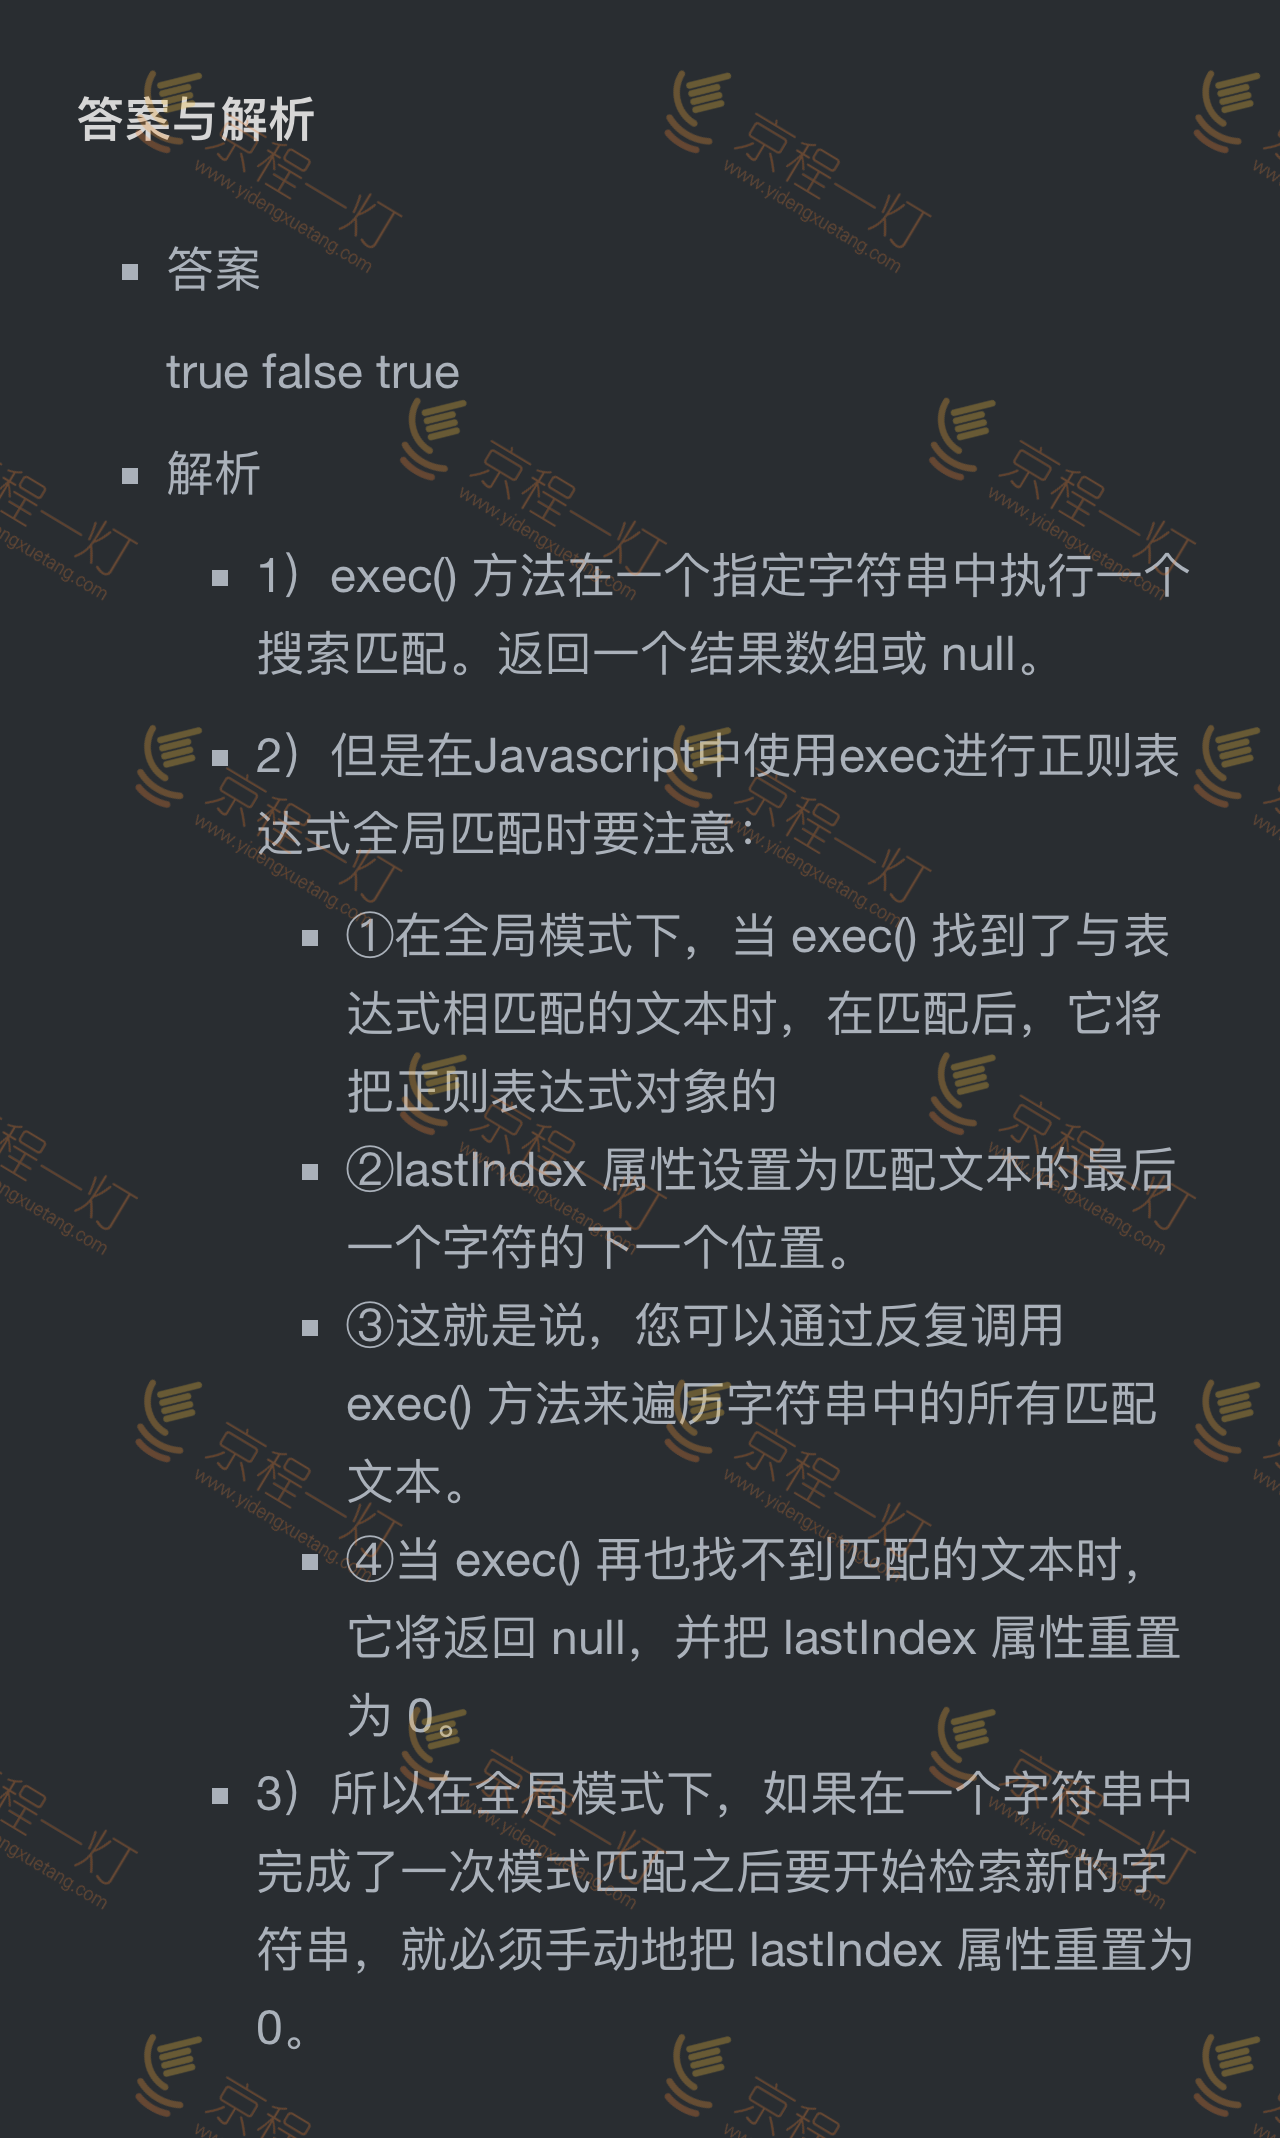 答案与解析
答案
true false true
解析
1）exec() 方法在一个指定字符串中执行一个
搜索匹配。返回一个结果数组或 null。
2）但是在Javascript中使用exec进行正则表
达式全局匹配时要注意：
①在全局模式下，当 exec() 找到了与表
达式相匹配的文本时，在匹配后，它将
把正则表达式对象的
②lastIndex 属性设置为匹配文本的最后
一个字符的下一个位置。
③这就是说，您可以通过反复调用
exec() 方法来遍历字符串中的所有匹配
文本。
④当 exec() 再也找不到匹配的文本时，
它将返回 null，并把 lastIndex 属性重置
为 0。
3）所以在全局模式下，如果在一个字符串中
完成了一次模式匹配之后要开始检索新的字
符串，就必须手动地把 lastIndex 属性重置为
0。
京程一灯
www.yidengxuetang.com